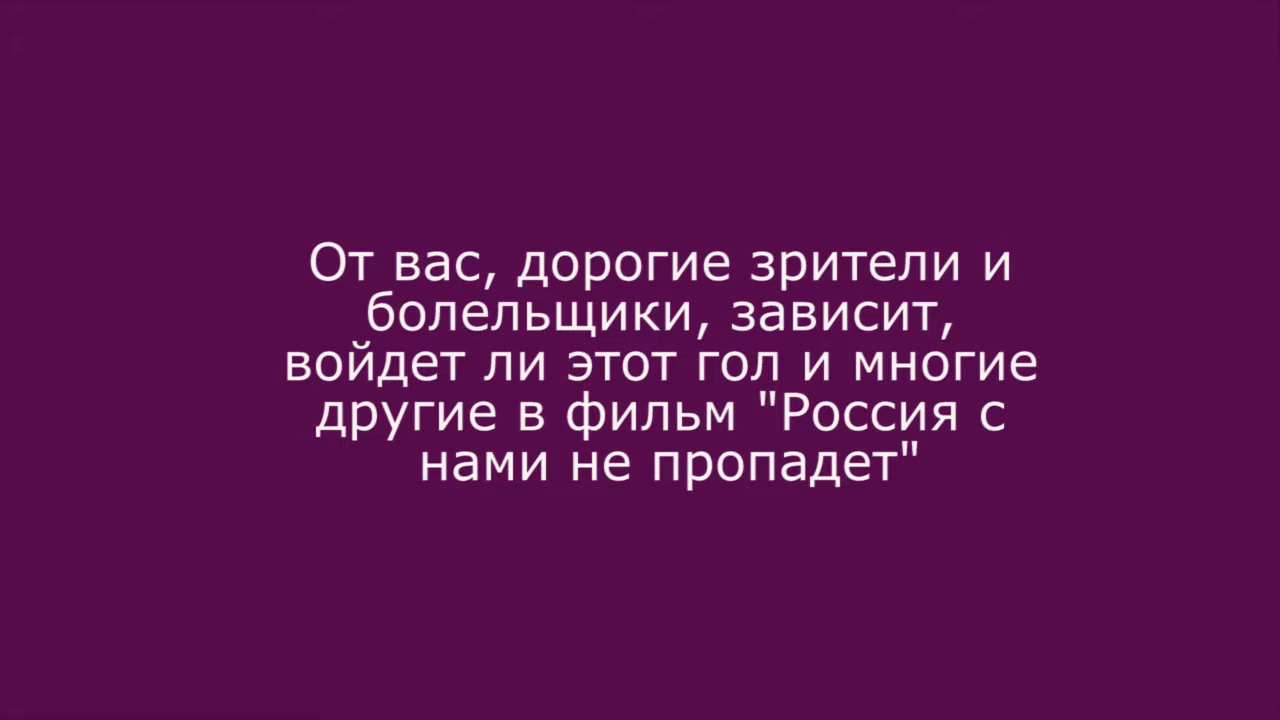 От вас, дорогие зрители и
болельщики, зависит,
войдет ли этот гол и многие
другие в фильм "Россия с
нами не пропадет"